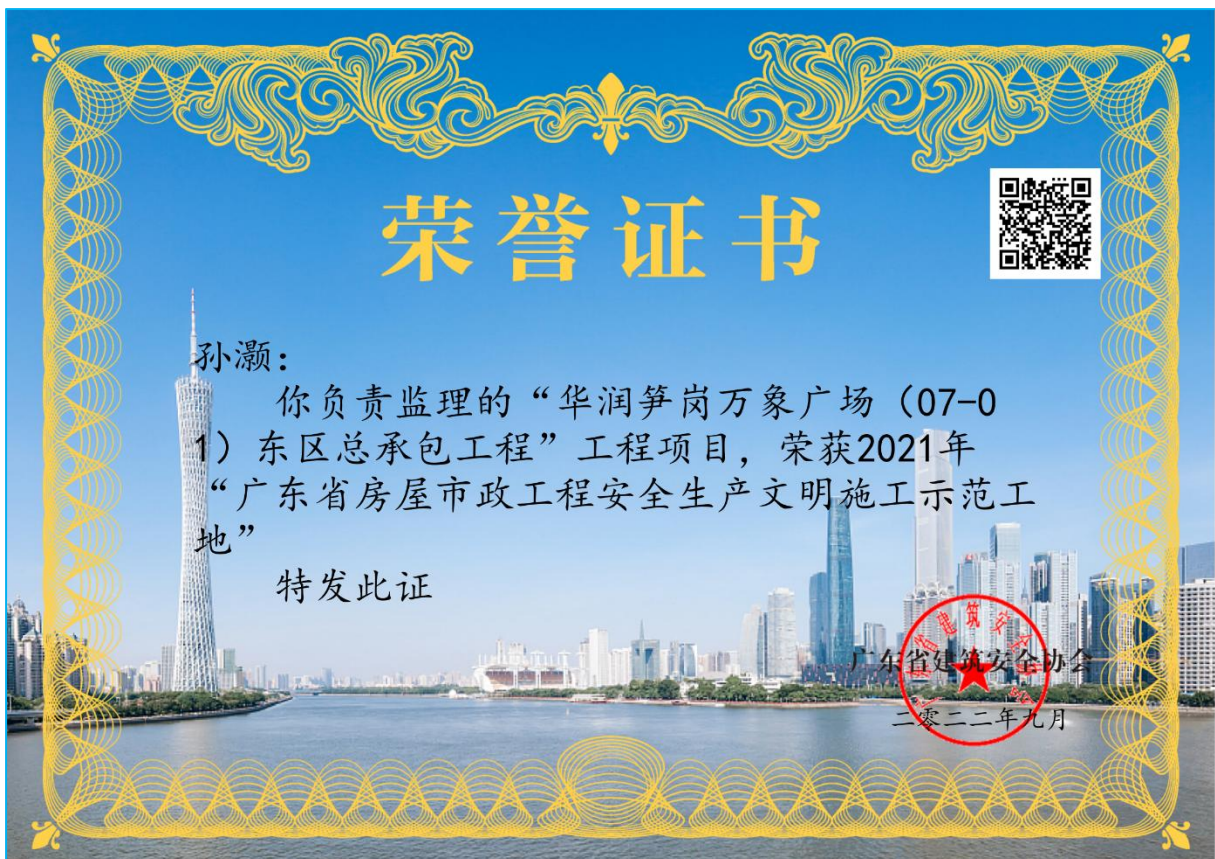 荣誉证书
孙灏：
你负责监理的“华润笋岗万象广场（07-0
1）东区总承包工程”工程项目，荣获2021年
“广东省房屋市政工程安全生产文明施工示范工
地”
特发此证
广东省建筑安全协会
二零二二年九月